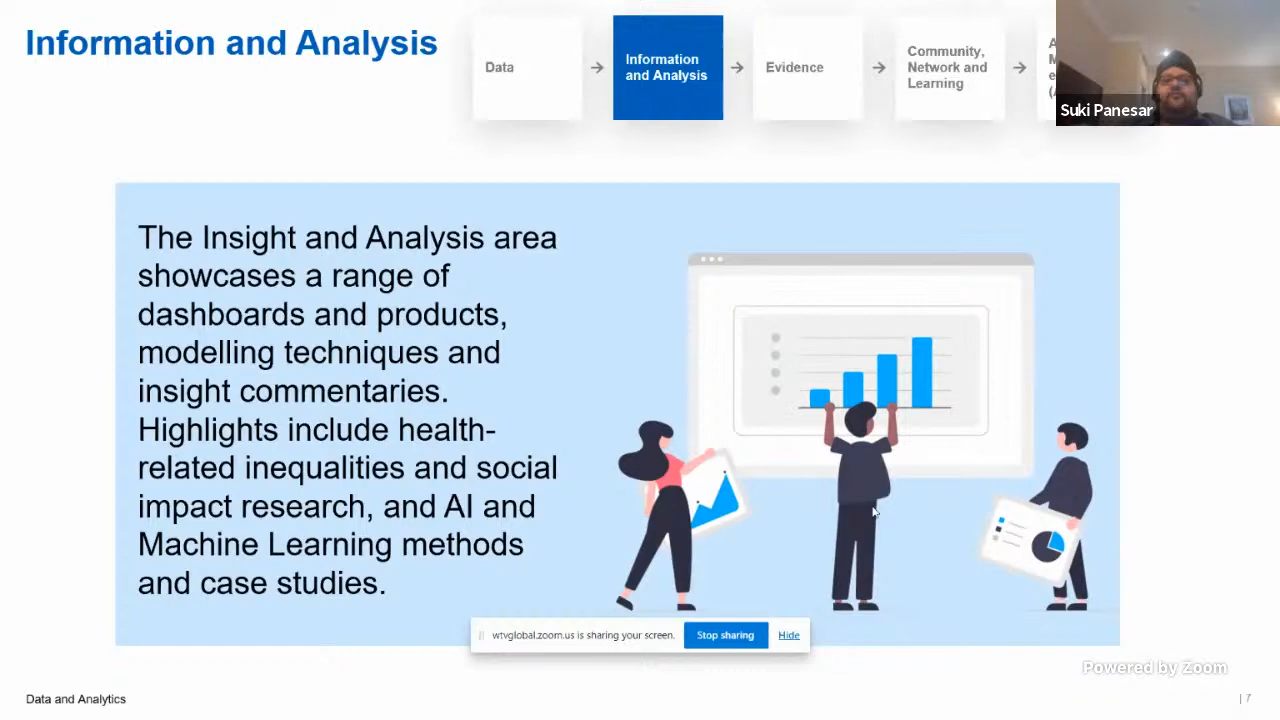 Information and Analysis
Data
Information
and Analysis
Evidence
Community,
Network and
Learning
Suki Panesar
The Insight and Analysis area
showcases a range of
dashboards and products,
modelling techniques and
insight commentaries.
Highlights include health-
related inequalities and social
impact research, and AI and
Machine Learning methods
and case studies.
wtvglobal.zoom.us is sharing your screen.
Stop sharing
Hide
Powered by Zoom
Data and Analytics
| 7